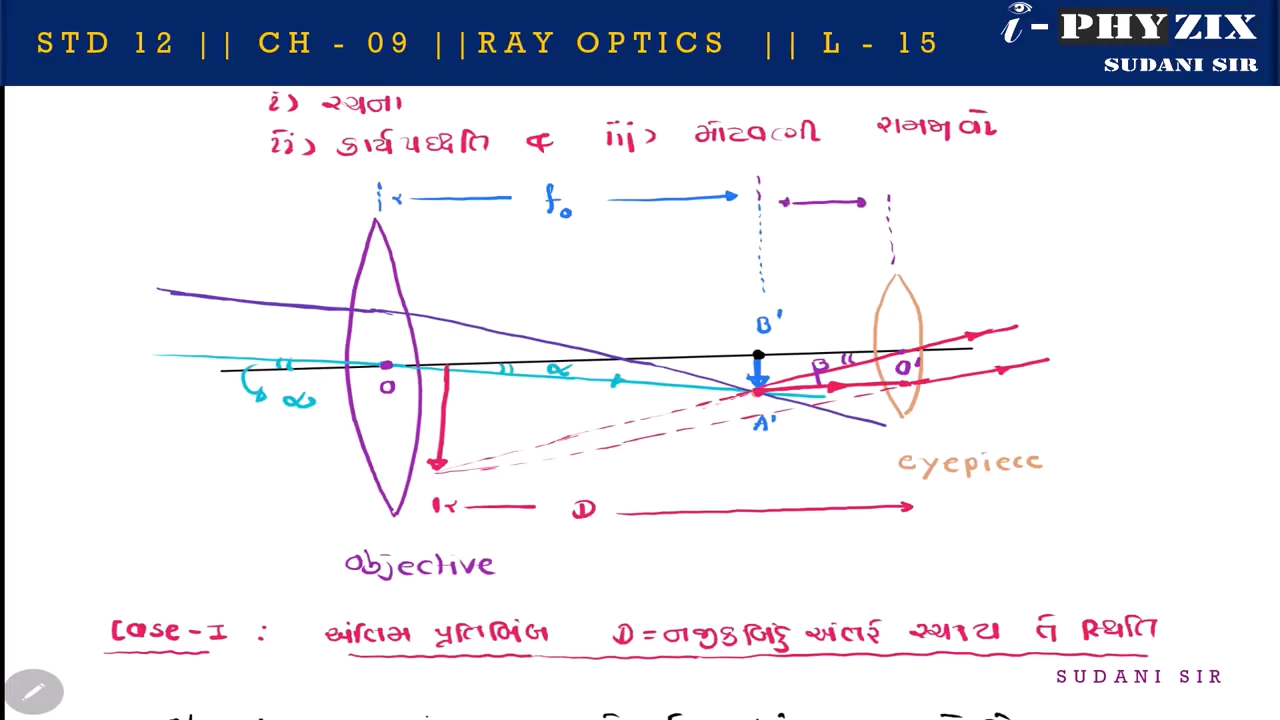 STD 12 || CH - 09 ||RAY OPTICS || L - 15
i-PHYZIX
SUDANI SIR
i) રચના
ii) કાર્યપદ્ધતિ & iii) મોટવણી સમજાવો
f₀
B'
β
O'
α
α
O
A'
eyepiece
D
objective
Case-I : અંતિમ પ્રતિબિંબ D = નજીકબિંદુ અંતરે રચાય તે સ્થિતિ
SUDANI SIR